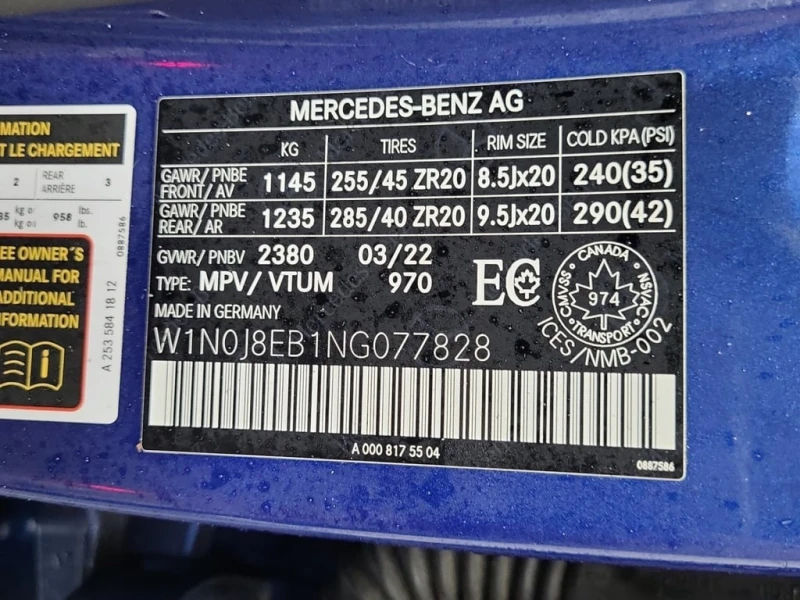 MATION
T LE CHARGEMENT
2 REAR ARRIÈRE 3
kg o 958 lbs.
kg o lb.
0887586
EE OWNER'S
MANUAL FOR
ADDITIONAL
NFORMATION
A 253 584 18 12
MERCEDES-BENZ AG
KG TIRES RIM SIZE COLD KPA(PSI)
GAWR/ PNBE FRONT/ AV 1145 255/45 ZR20 8.5Jx20 240(35)
GAWR/ PNBE REAR/ AR 1235 285/40 ZR20 9.5Jx20 290(42)
GVWR/ PNBV 2380 03/22
TYPE: MPV/ VTUM 970
EC
CANADA
CMVSS 974 NSVAC
TRANSPORT
ICES/NMB-002
MADE IN GERMANY
W1N0J8EB1NG077828
A 000 817 55 04
0887586